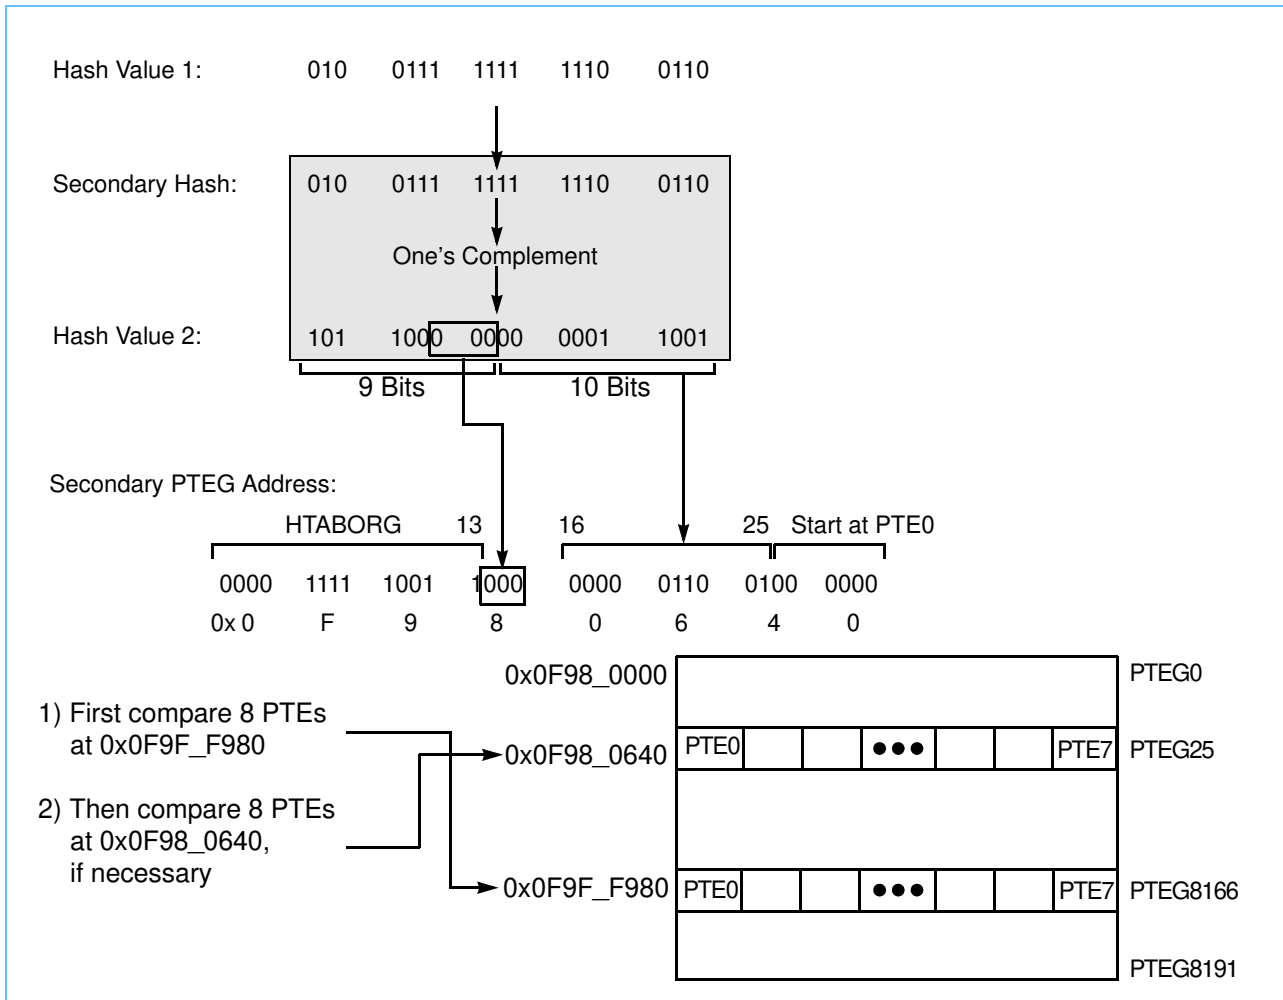 Hash Value 1: 010 0111 1111 1110 0110
Secondary Hash: 010 0111 1111 1110 0110
One's Complement
Hash Value 2: 101 1000 0000 0001 1001
9 Bits 10 Bits
Secondary PTEG Address:
HTABORG 13 16 25 Start at PTE0
0000 1111 1001 1000 0000 0110 0100 0000
0x 0 F 9 8 0 6 4 0
0x0F98_0000 PTEG0
1) First compare 8 PTEs
at 0x0F9F_F980
0x0F98_0640 PTE0 ●●● PTE7 PTEG25
2) Then compare 8 PTEs
at 0x0F98_0640,
if necessary
0x0F9F_F980 PTE0 ●●● PTE7 PTEG8166
PTEG8191